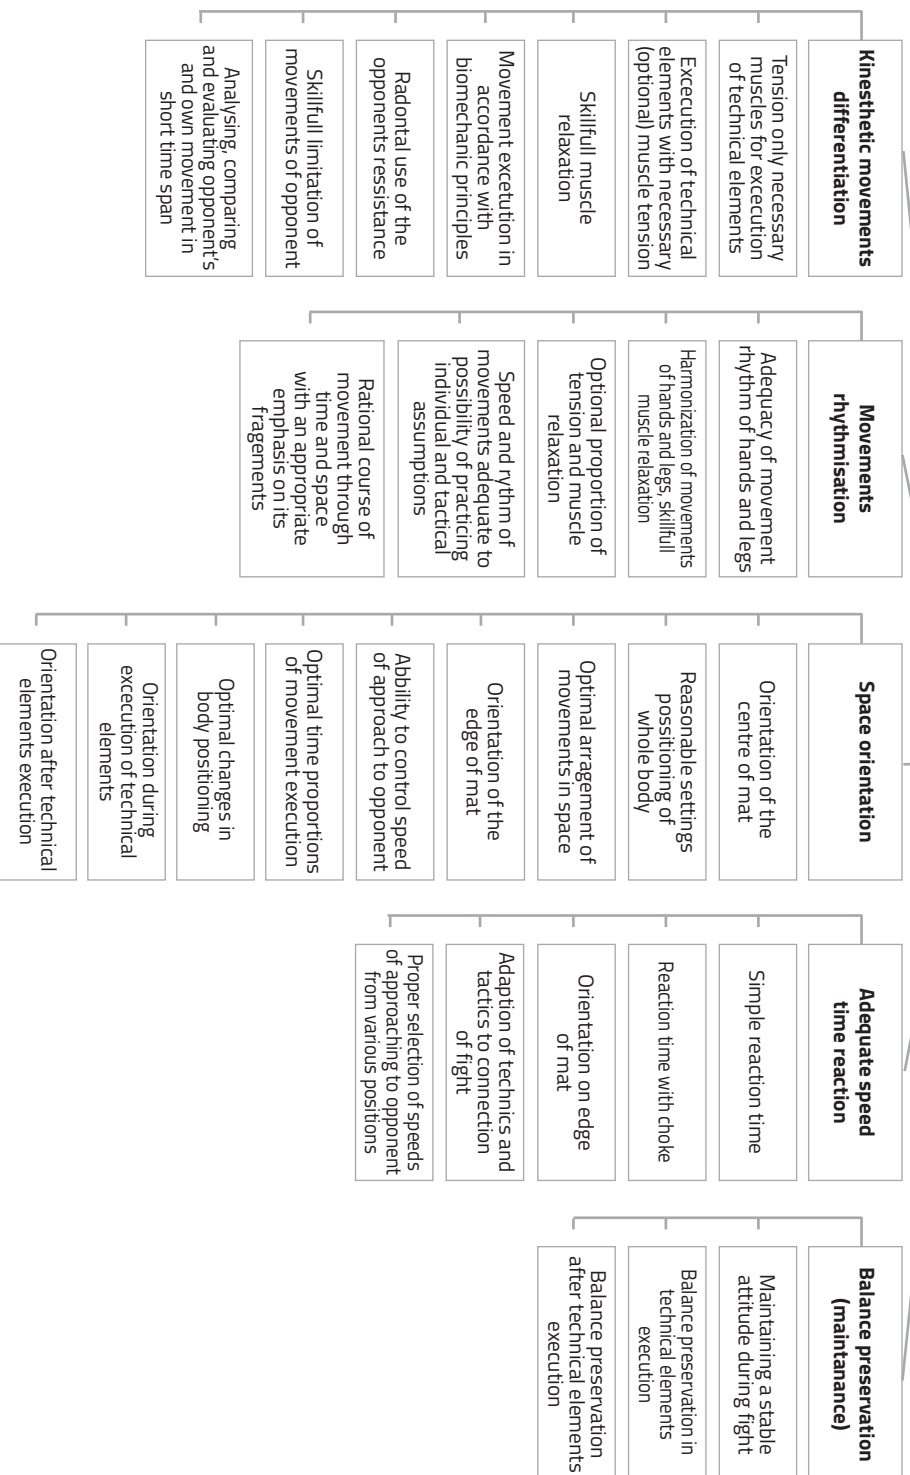 Kinesthetic movements
differentiation
Tension only necessary
muscles for excecution
of technical elements
Execution of technical
elements with necessary
(optional) muscle tension
Skillfull muscle
relaxation
Movement excetution in
accordance with
biomechanic principles
Radontal use of the
opponents ressistance
Skillfull limitation of
movements of opponent
Analysing, comparing
and evaluating opponent's
and own movement in
short time span
Movements
rhythmisation
Adequacy of movement
rhythm of hands and legs
Harmonization of movements
of hands and legs, skillfull
muscle relaxation
Optional proportion of
tension and muscle
relaxation
Speed and rythm of
movements adequate to
possibility of practicing
individual and tactical
assumptions
Rational course of
movement through
time and space
with an appropriate
emphasis on its
fragements
Space orientation
Orientation of the
centre of mat
Reasonable settings
possitioning of
whole body
Optimal arragement of
movements in space
Orientation of the
edge of mat
Abbility to control speed
of approach to opponent
Optimal time proportions
of movement execution
Optimal changes in
body positioning
Orientation during
excecution of technical
elements
Orientation after technical
elements execution
Adequate speed
time reaction
Simple reaction time
Reaction time with choke
Orientation on edge
of mat
Adaption of technics and
tactics to connection
of fight
Proper selection of speeds
of approaching to opponent
from various positions
Balance preservation
(maintanance)
Maintaining a stable
attitude during fight
Balance preservation in
technical elements
execution
Balance preservation
after technical elements
execution